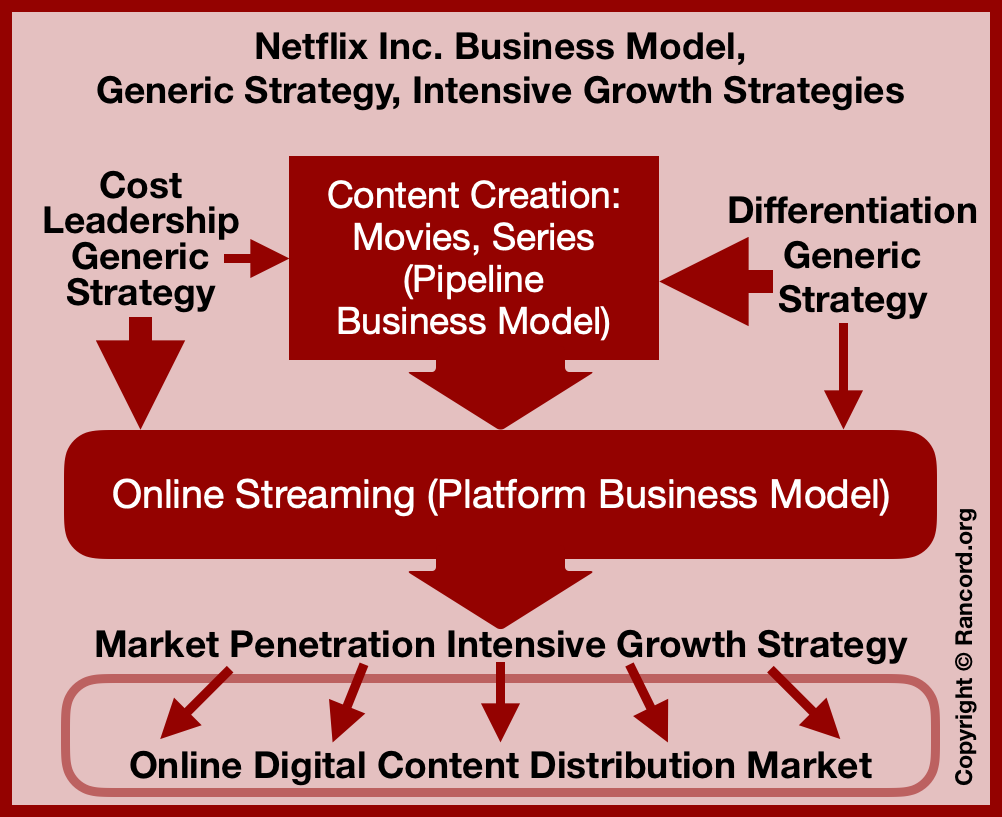 Netflix Inc. Business Model,
Generic Strategy, Intensive Growth Strategies
Cost
Leadership
Generic
Strategy
Content Creation:
Movies, Series
(Pipeline
Business Model)
Differentiation
Generic
Strategy
Online Streaming (Platform Business Model)
Market Penetration Intensive Growth Strategy
Online Digital Content Distribution Market
Copyright © Rancord.org